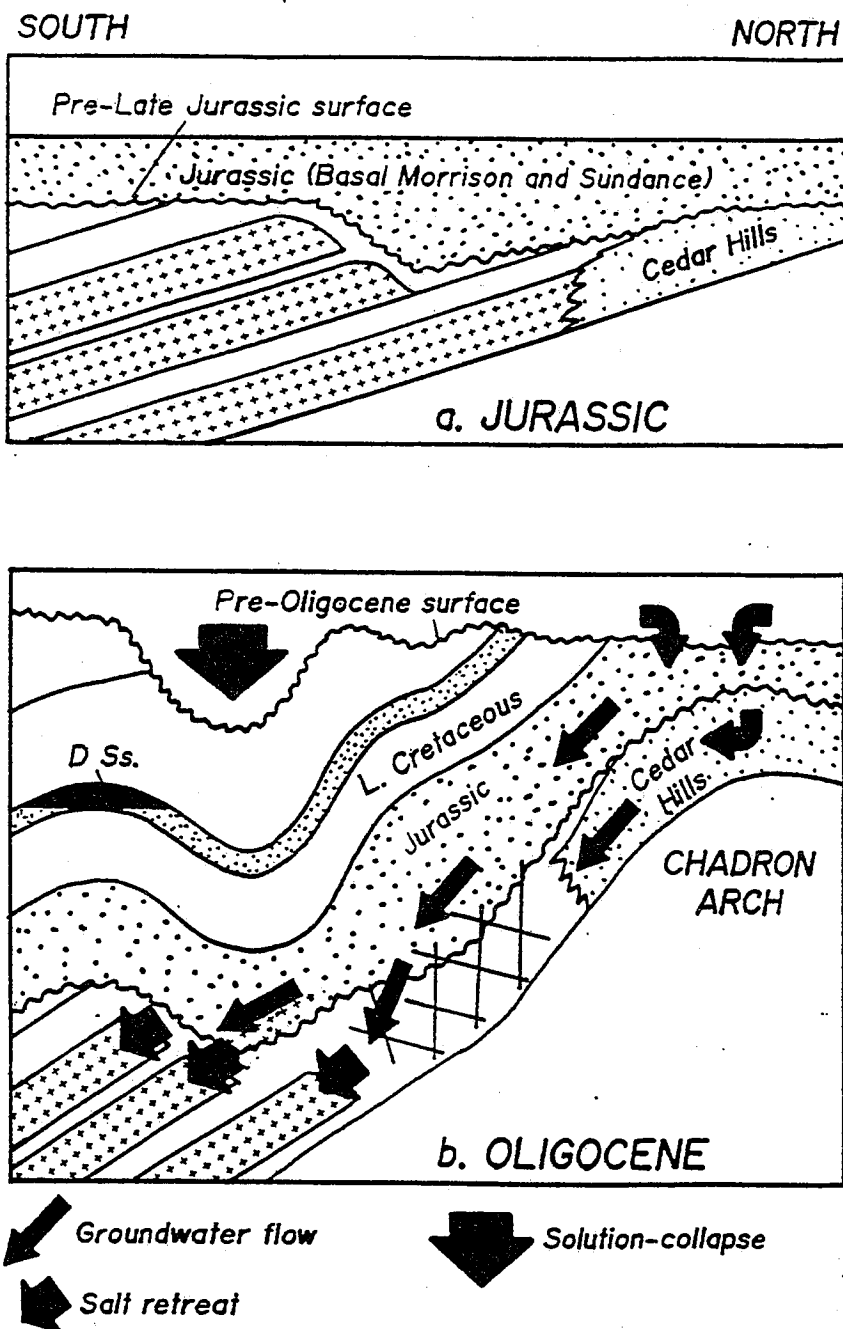 SOUTH
NORTH
Pre-Late Jurassic surface
Jurassic (Basal Morrison and Sundance)
Cedar Hills
a. JURASSIC
Pre-Oligocene surface
D Ss.
L. Cretaceous
Jurassic
Cedar
Hills.
CHADRON
ARCH
b. OLIGOCENE
Groundwater flow
Solution-collapse
Salt retreat